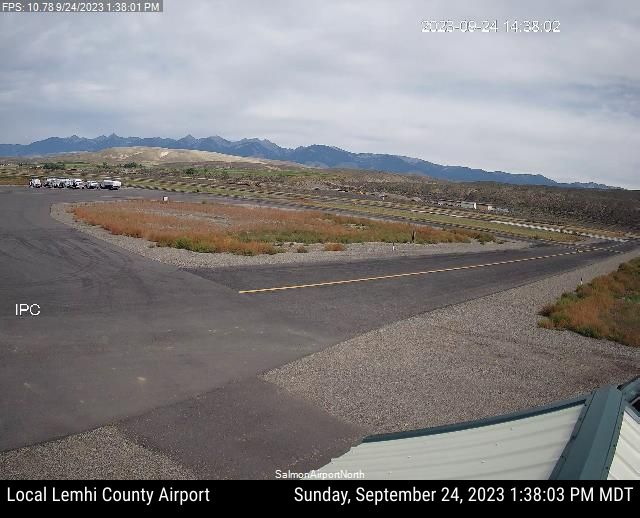 FPS: 10.78 9/24/2023 1:38:01 PM
2023-09-24 14:38:02
IPC
SalmonAirportNorth
Local Lemhi County Airport
Sunday, September 24, 2023 1:38:03 PM MDT